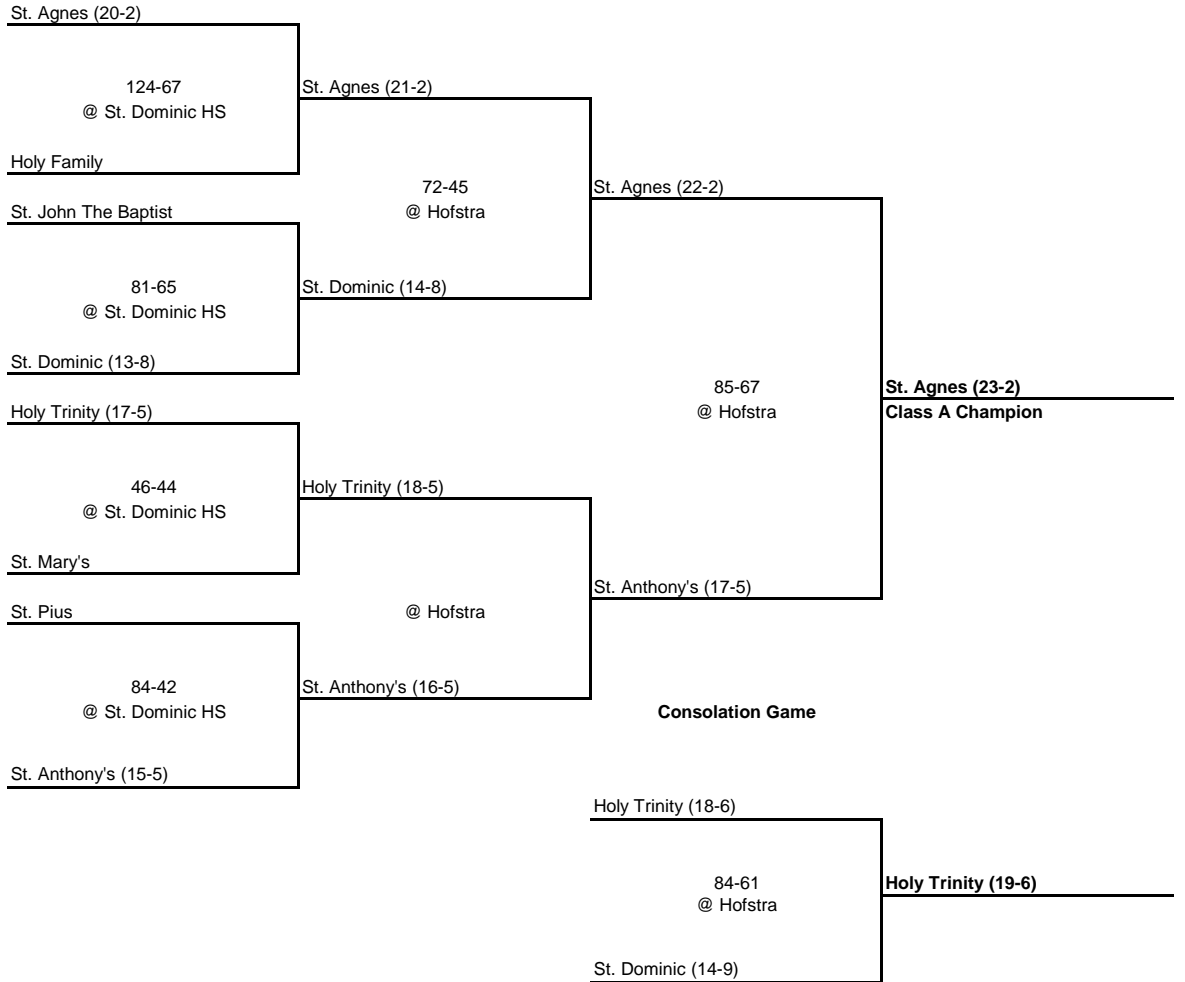 St. Agnes (20-2)
124-67
@ St. Dominic HS
St. Agnes (21-2)
Holy Family
72-45
@ Hofstra
St. Agnes (22-2)
St. John The Baptist
81-65
@ St. Dominic HS
St. Dominic (14-8)
St. Dominic (13-8)
85-67
@ Hofstra
St. Agnes (23-2)
Class A Champion
Holy Trinity (17-5)
46-44
@ St. Dominic HS
Holy Trinity (18-5)
St. Mary's
St. Anthony's (17-5)
St. Pius
@ Hofstra
84-42
@ St. Dominic HS
St. Anthony's (16-5)
Consolation Game
St. Anthony's (15-5)
Holy Trinity (18-6)
84-61
@ Hofstra
Holy Trinity (19-6)
St. Dominic (14-9)